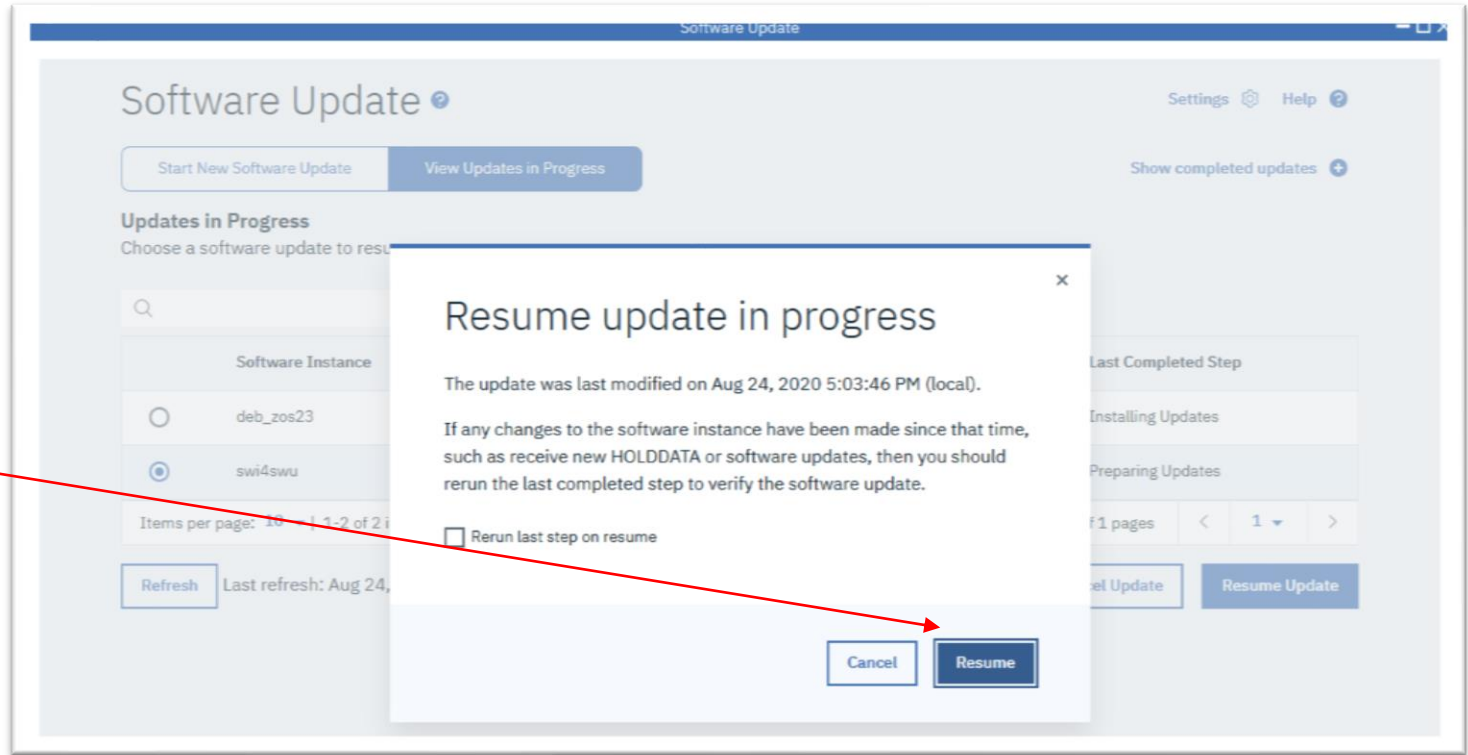 Software Update
Software Update
Settings Help
Start New Software Update View Updates in Progress
Show completed updates
Updates in Progress
Choose a software update to resu
Resume update in progress
The update was last modified on Aug 24, 2020 5:03:46 PM (local).
If any changes to the software instance have been made since that time,
such as receive new HOLDDATA or software updates, then you should
rerun the last completed step to verify the software update.
Rerun last step on resume
Cancel Resume
Software Instance Last Completed Step
deb_zos23 Installing Updates
swi4swu Preparing Updates
Items per page: 10 | 1-2 of 2 i f 1 pages < 1 >
Refresh Last refresh: Aug 24, el Update Resume Update